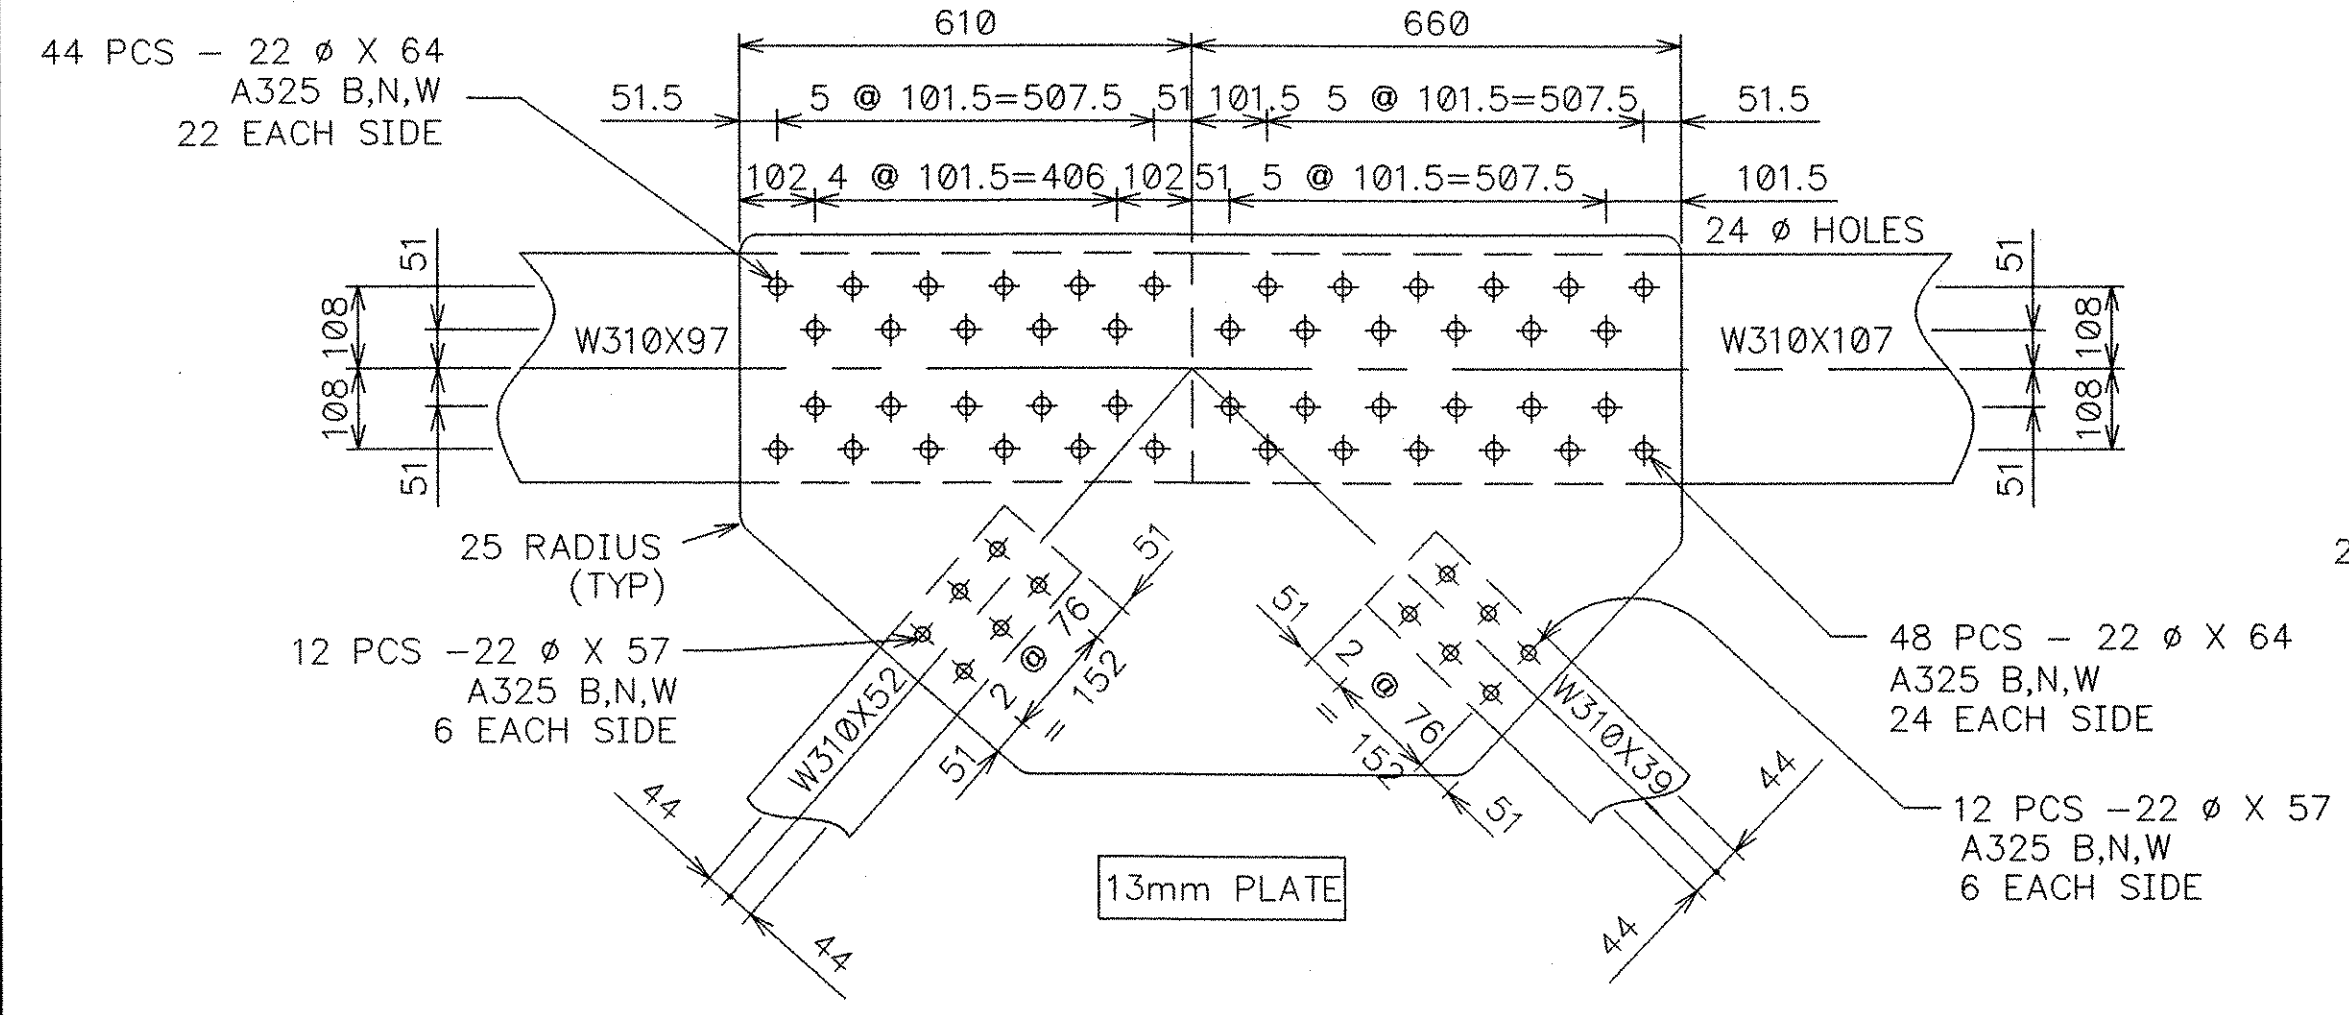 610
660
44 PCS - 22 ø X 64
A325 B,N,W
22 EACH SIDE
51.5
5 @ 101.5=507.5
51
101.5
5 @ 101.5=507.5
51.5
102
4 @ 101.5=406
102
51
5 @ 101.5=507.5
101.5
24 ø HOLES
51
108
108
51
W310X97
W310X107
51
108
108
51
25 RADIUS
(TYP)
12 PCS -22 ø X 57
A325 B,N,W
6 EACH SIDE
51
2 @ 76
= 152
51
W310X52
44
44
51
2 @ 76
= 152
51
W310X39
44
44
2
48 PCS - 22 ø X 64
A325 B,N,W
24 EACH SIDE
12 PCS -22 ø X 57
A325 B,N,W
6 EACH SIDE
13mm PLATE